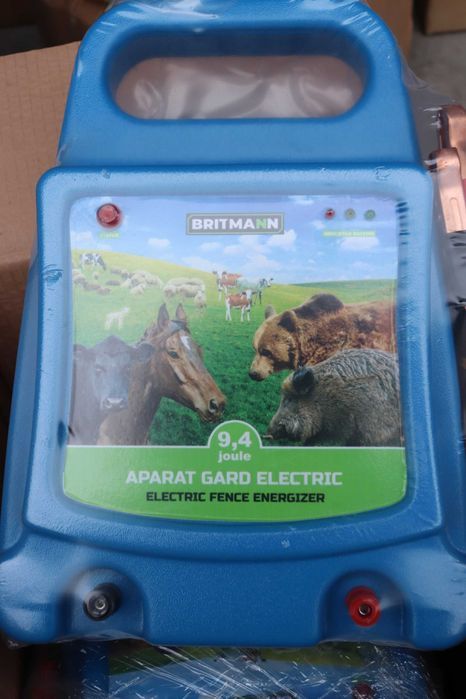 BRITMANN
9,4
joule
APARAT GARD ELECTRIC
ELECTRIC FENCE ENERGIZER